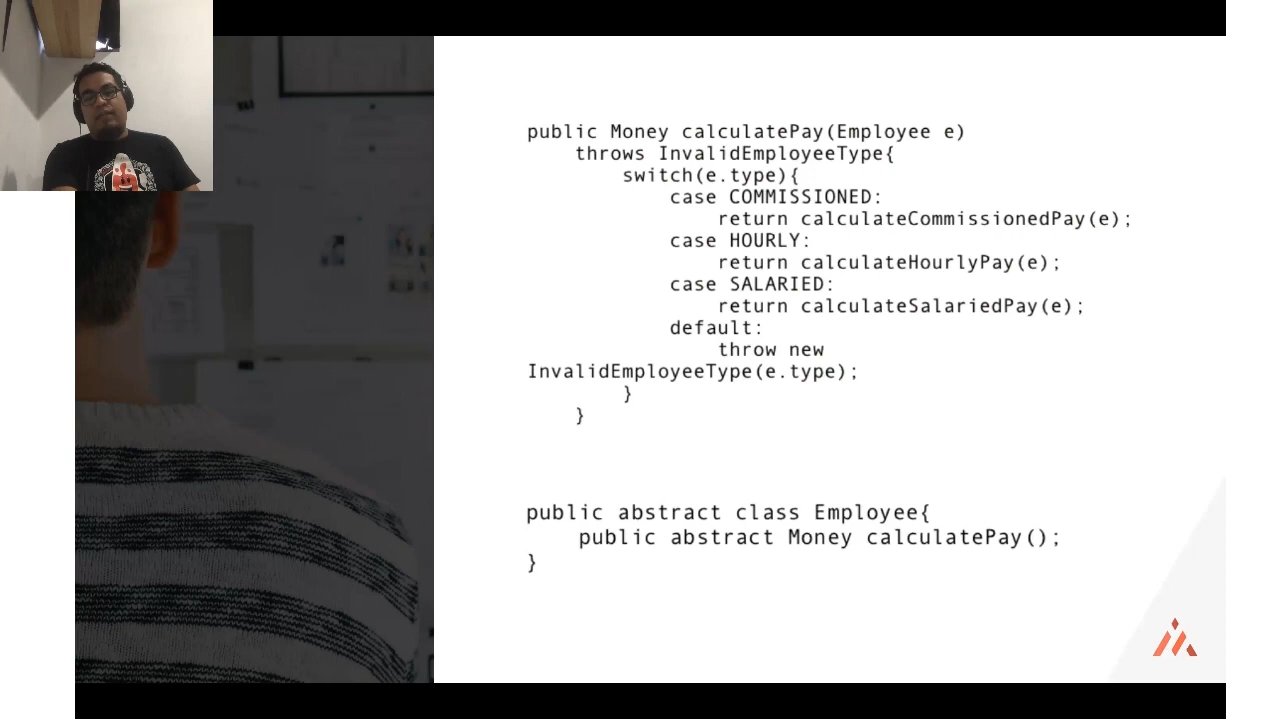 public Money calculatePay(Employee e)
throws InvalidEmployeeType{
switch(e.type){
case COMMISSIONED:
return calculateCommissionedPay(e);
case HOURLY:
return calculateHourlyPay(e);
case SALARIED:
return calculateSalariedPay(e);
default:
throw new
InvalidEmployeeType(e.type);
}
}
public abstract class Employee{
public abstract Money calculatePay();
}